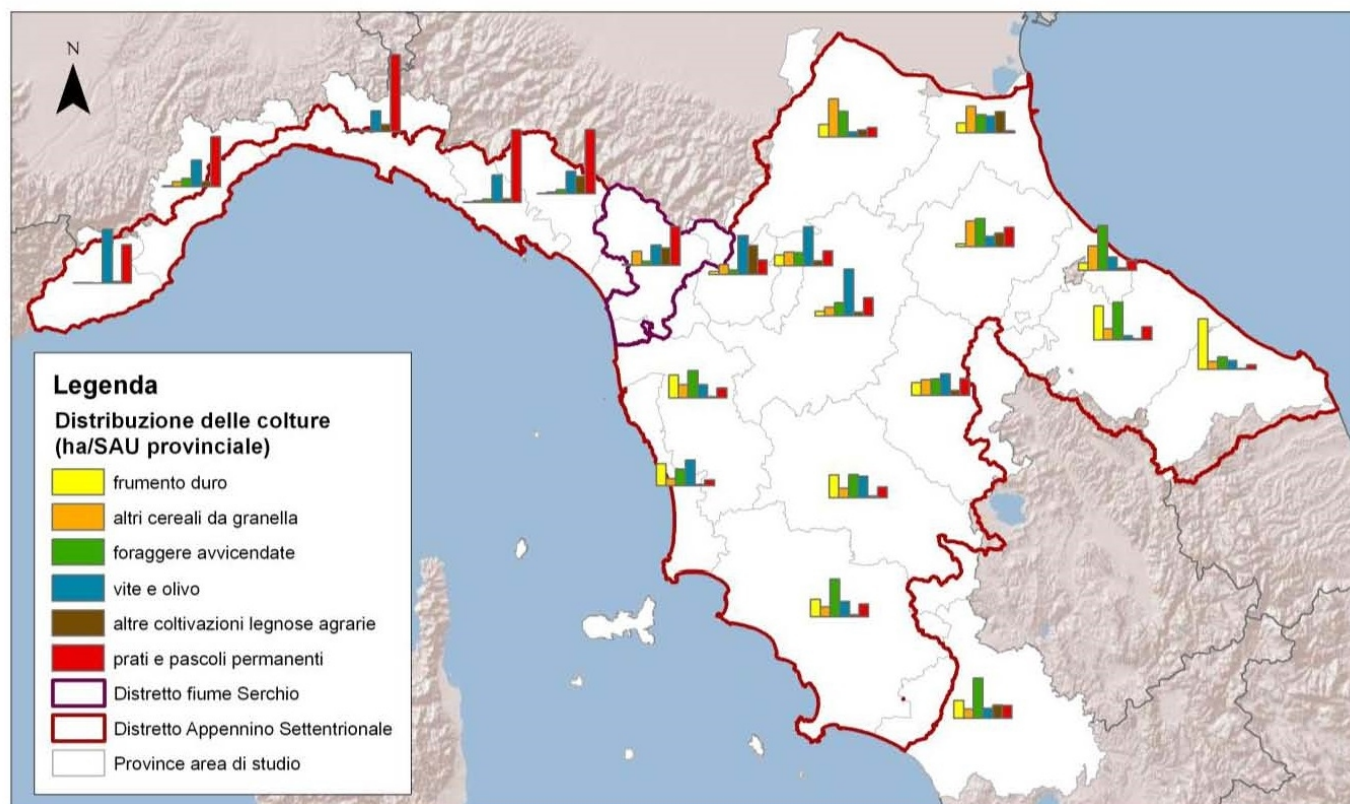 N
Legenda
Distribuzione delle colture
(ha/SAU provinciale)
frumento duro
altri cereali da granella
foraggere avvicendate
vite e olivo
altre coltivazioni legnose agrarie
prati e pascoli permanenti
Distretto fiume Serchio
Distretto Appennino Settentrionale
Province area di studio